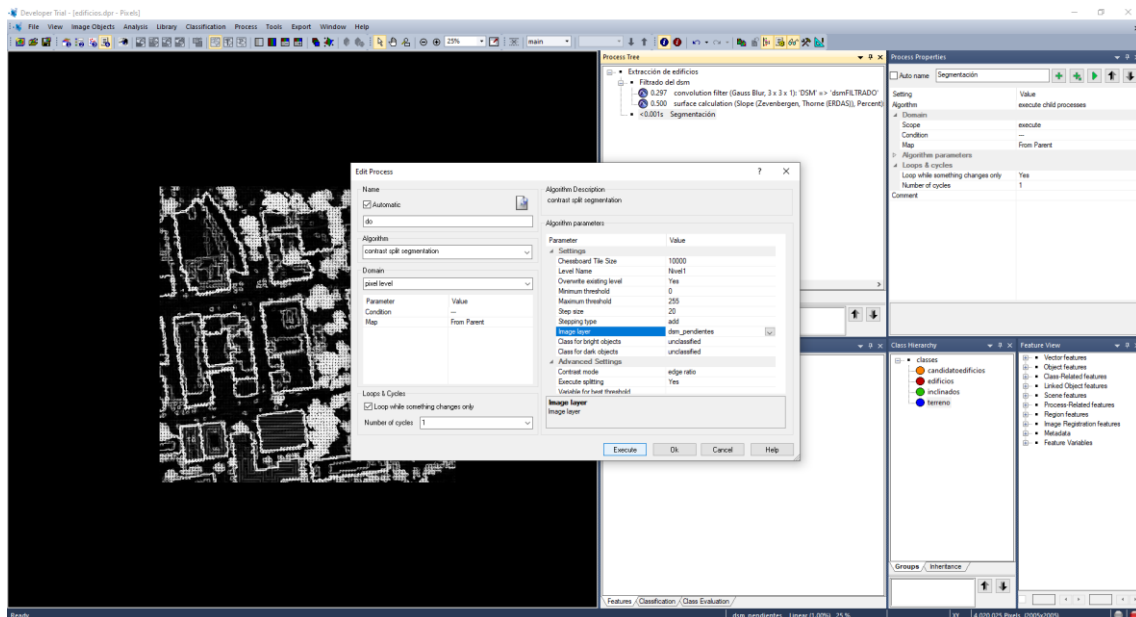 Developer Trial - [edificios.dpr - Pixels]
File View Image Objects Analysis Library Classification Process Tools Export Window Help
25% main
Process Tree
Extracción de edificios
Filtrado del dsm
0.297 convolution filter (Gauss Blur, 3 x 3 x 1): 'DSM' => 'dsmFILTRADO'
0.500 surface calculation (Slope (Zevenbergen, Thorne (ERDAS)), Percent)
<0.001s Segmentación
Process Properties
Auto name Segmentación
Setting Value
Algorithm execute child processes
Domain
Scope execute
Condition ---
Map From Parent
Algorithm parameters
Loops & cycles
Loop while something changes only Yes
Number of cycles 1
Comment
Edit Process ?
Name
Automatic
do
Algorithm
contrast split segmentation
Domain
pixel level
Parameter Value
Condition ---
Map From Parent
Loops & Cycles
Loop while something changes only
Number of cycles 1
Algorithm Description
contrast split segmentation
Algorithm parameters
Parameter Value
Settings
Chessboard Tile Size 10000
Level Name Nivel1
Overwrite existing level Yes
Minimum threshold 0
Maximum threshold 255
Step size 20
Stepping type add
Image layer dsm_pendientes
Class for bright objects unclassified
Class for dark objects unclassified
Advanced Settings
Contrast mode edge ratio
Execute splitting Yes
Variable for best threshold
Image layer
Image layer
Execute Ok Cancel Help
Class Hierarchy
classes
candidatoedificios
edificios
inclinados
terreno
Groups Inheritance
Feature View
Vector features
Object features
Class-Related features
Linked Object features
Scene features
Process-Related features
Region features
Image Registration features
Metadata
Feature Variables
Features Classification Class Evaluation
Ready
dsm_pendientes Linear (1.00%) 25 % XY 4,020,025 Pixels (2005x2005)